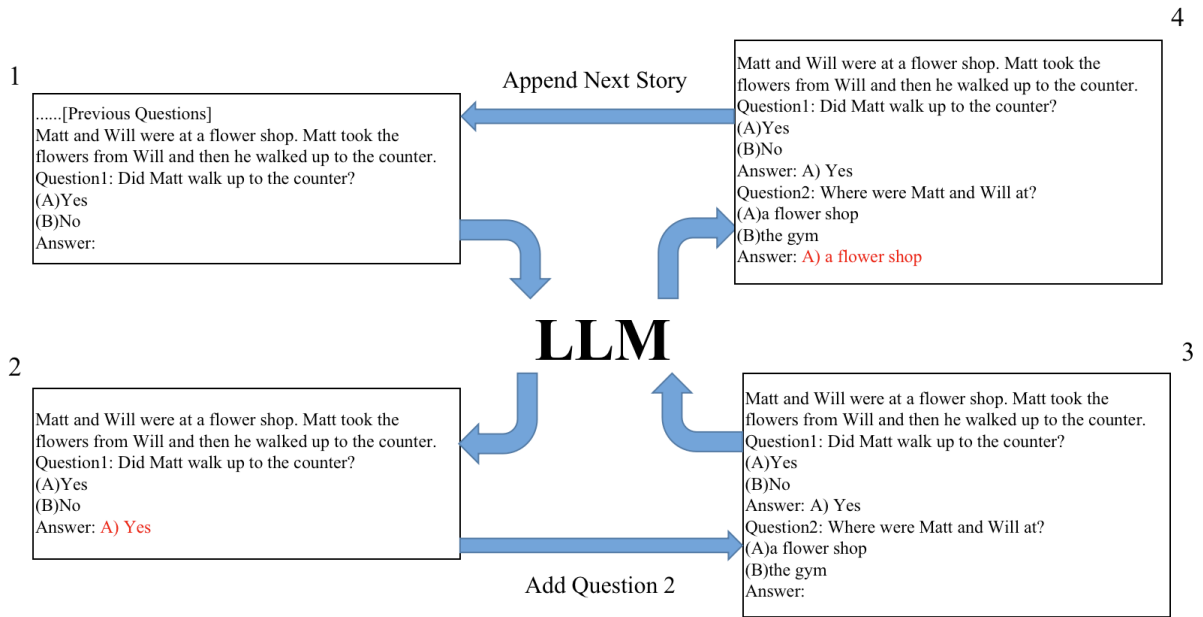 1
......[Previous Questions]
Matt and Will were at a flower shop. Matt took the
flowers from Will and then he walked up to the counter.
Question1: Did Matt walk up to the counter?
(A)Yes
(B)No
Answer:
Append Next Story
4
Matt and Will were at a flower shop. Matt took the
flowers from Will and then he walked up to the counter.
Question1: Did Matt walk up to the counter?
(A)Yes
(B)No
Answer: A) Yes
Question2: Where were Matt and Will at?
(A)a flower shop
(B)the gym
Answer: A) a flower shop
LLM
2
Matt and Will were at a flower shop. Matt took the
flowers from Will and then he walked up to the counter.
Question1: Did Matt walk up to the counter?
(A)Yes
(B)No
Answer: A) Yes
Add Question 2
3
Matt and Will were at a flower shop. Matt took the
flowers from Will and then he walked up to the counter.
Question1: Did Matt walk up to the counter?
(A)Yes
(B)No
Answer: A) Yes
Question2: Where were Matt and Will at?
(A)a flower shop
(B)the gym
Answer: